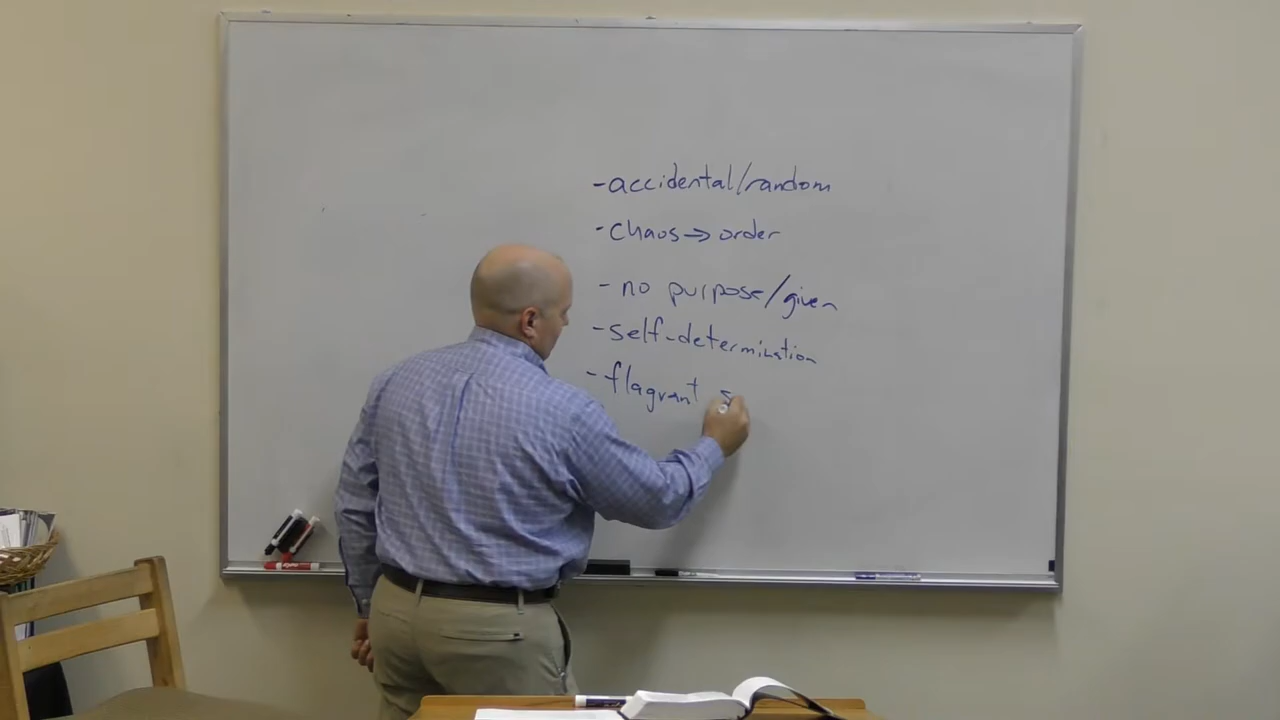 - accidental/random
- chaos → order
- no purpose/given
- self-determination
- flagrant s